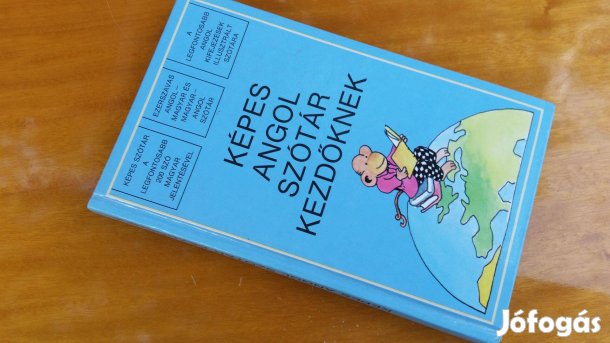 KÉPES SZÓTÁR
A
LEGFONTOSABB
200 SZÓ
MAGYAR
JELENTÉSÉVEL
EZERSZAVAS
ANGOL –
MAGYAR ÉS
MAGYAR –
ANGOL
SZÓTÁR
A
LEGFONTOSABB
ANGOL
KIFEJEZÉSEK
ILLUSZTRÁLT
SZÓTÁRA
KÉPES
ANGOL
SZÓTÁR
KEZDŐKNEK
Jófogás